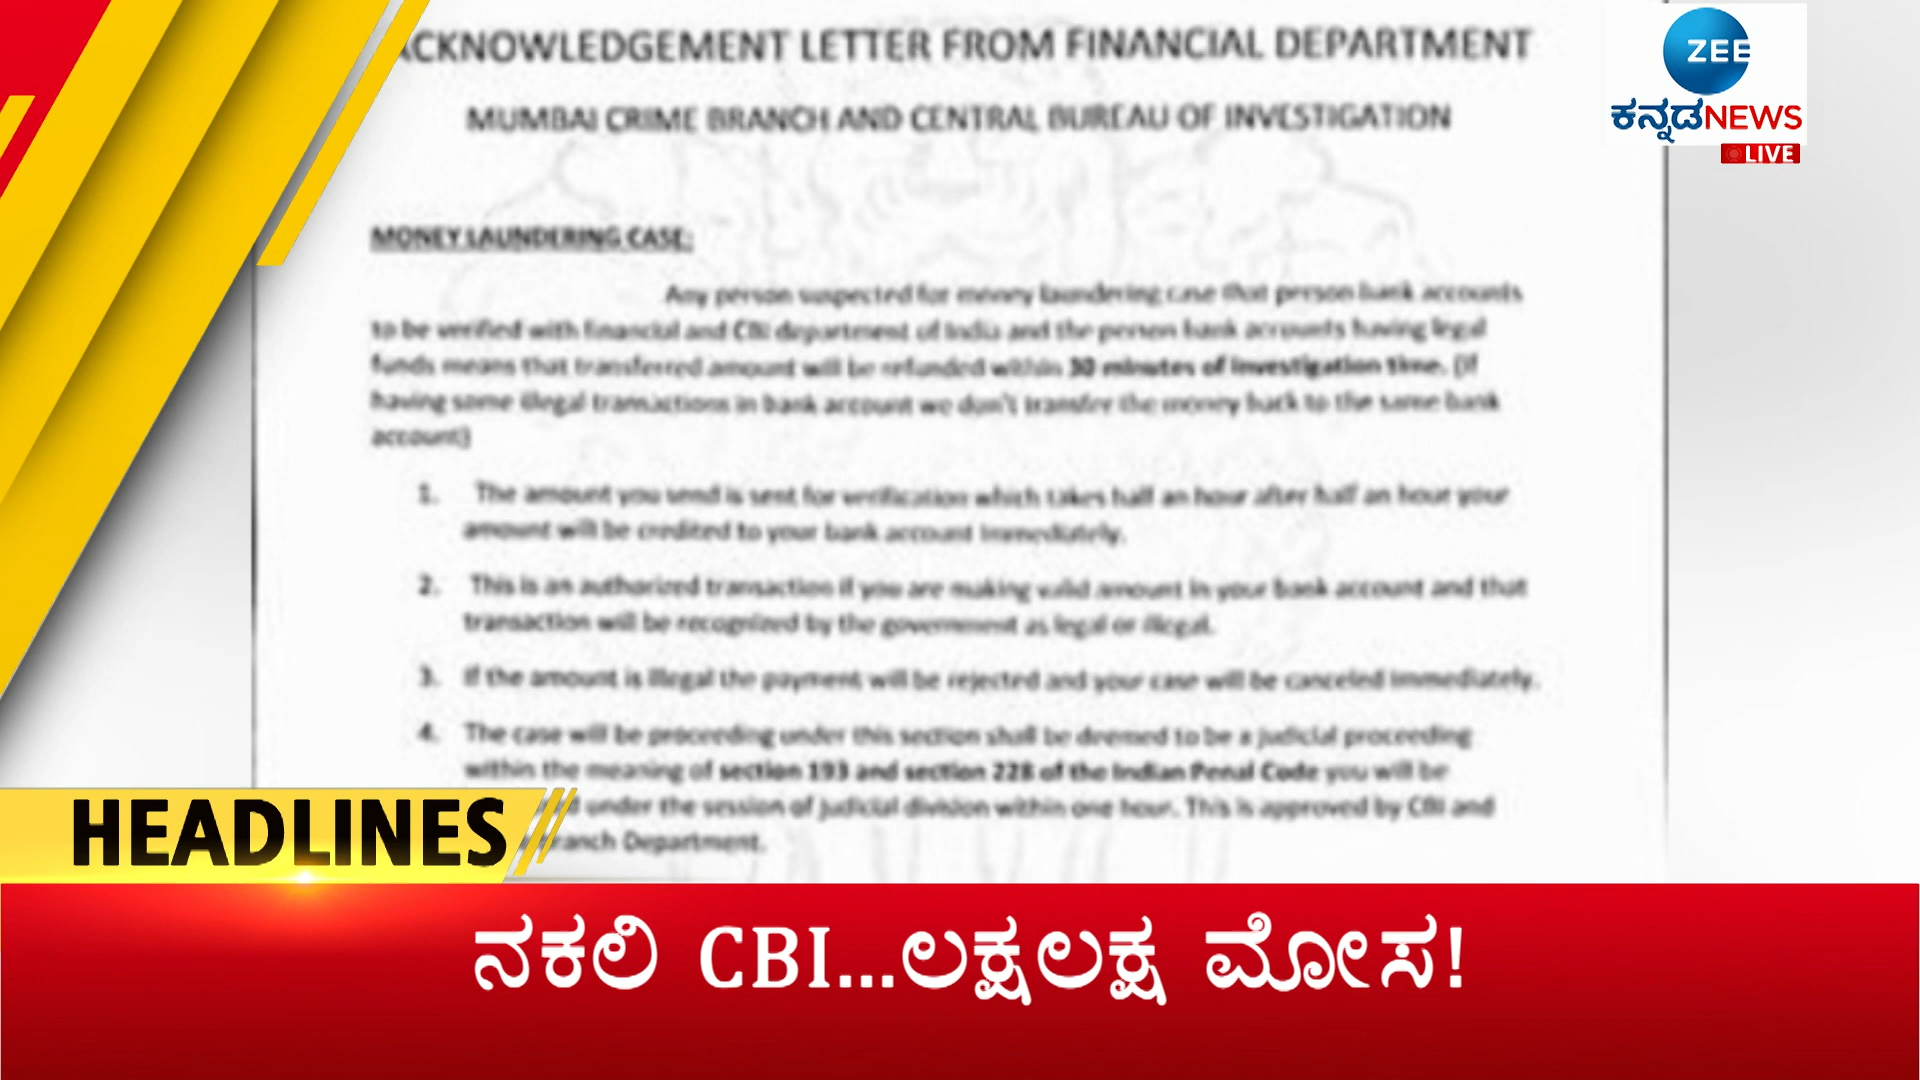 ACKNOWLEDGEMENT LETTER FROM FINANCIAL DEPARTMENT
MUMBAI CRIME BRANCH AND CENTRAL BUREAU OF INVESTIGATION
ZEE
ಕನ್ನಡNEWS
LIVE
MONEY LAUNDERING CASE:
Any person suspected for money laundering case that person bank accounts
to be verified with financial and CBI department of India and the person bank accounts having legal
funds means that transferred amount will be refunded within 30 minutes of investigation time. (if
having some illegal transactions in bank account we don't transfer the money back to the same bank
account)
1. The amount you send is sent for verification which takes half an hour after half an hour your
amount will be credited to your bank account immediately.
2. This is an authorized transaction if you are making valid amount in your bank account and that
transaction will be recognized by the government as legal or illegal.
3. If the amount is illegal the payment will be rejected and your case will be canceled immediately.
4. The case will be proceeding under this section shall be deemed to be a judicial proceeding
within the meaning of section 193 and section 228 of the Indian Penal Code you will be
under the session of judicial division within one hour. This is approved by CBI and
Department.
HEADLINES
ನಕಲಿ CBI...ಲಕ್ಷಲಕ್ಷ ಮೋಸ!